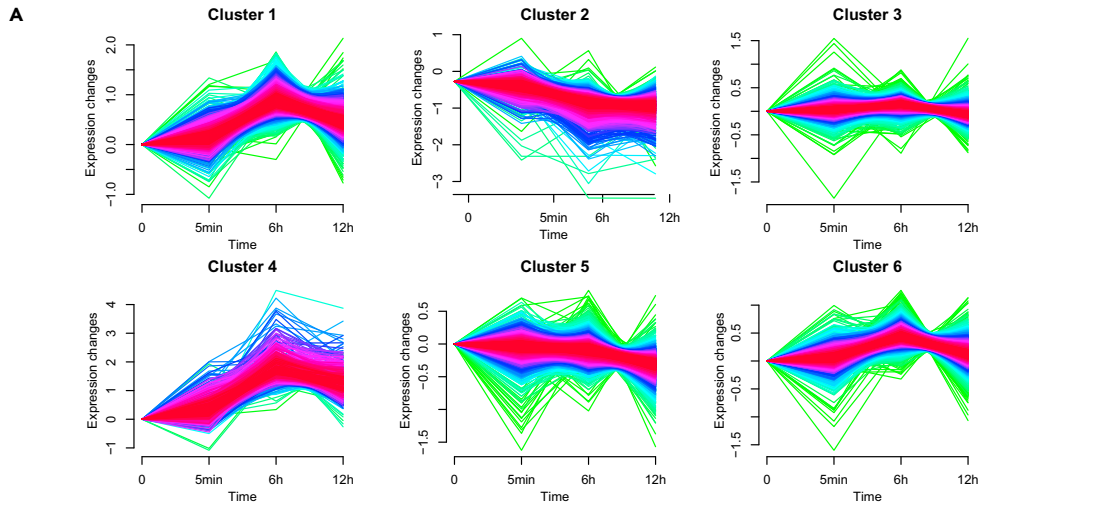 A
Cluster 1
Expression changes
2.0
1.0
0.0
−1.0
0 5min 6h 12h
Time
Cluster 2
Expression changes
1
0
−1
−2
−3
0 5min 6h 12h
Time
Cluster 3
Expression changes
1.5
0.5
−0.5
−1.5
0 5min 6h 12h
Time
Cluster 4
Expression changes
4
3
2
1
0
−1
0 5min 6h 12h
Time
Cluster 5
Expression changes
0.5
0.0
−0.5
−1.5
0 5min 6h 12h
Time
Cluster 6
Expression changes
0.5
−0.5
−1.5
0 5min 6h 12h
Time